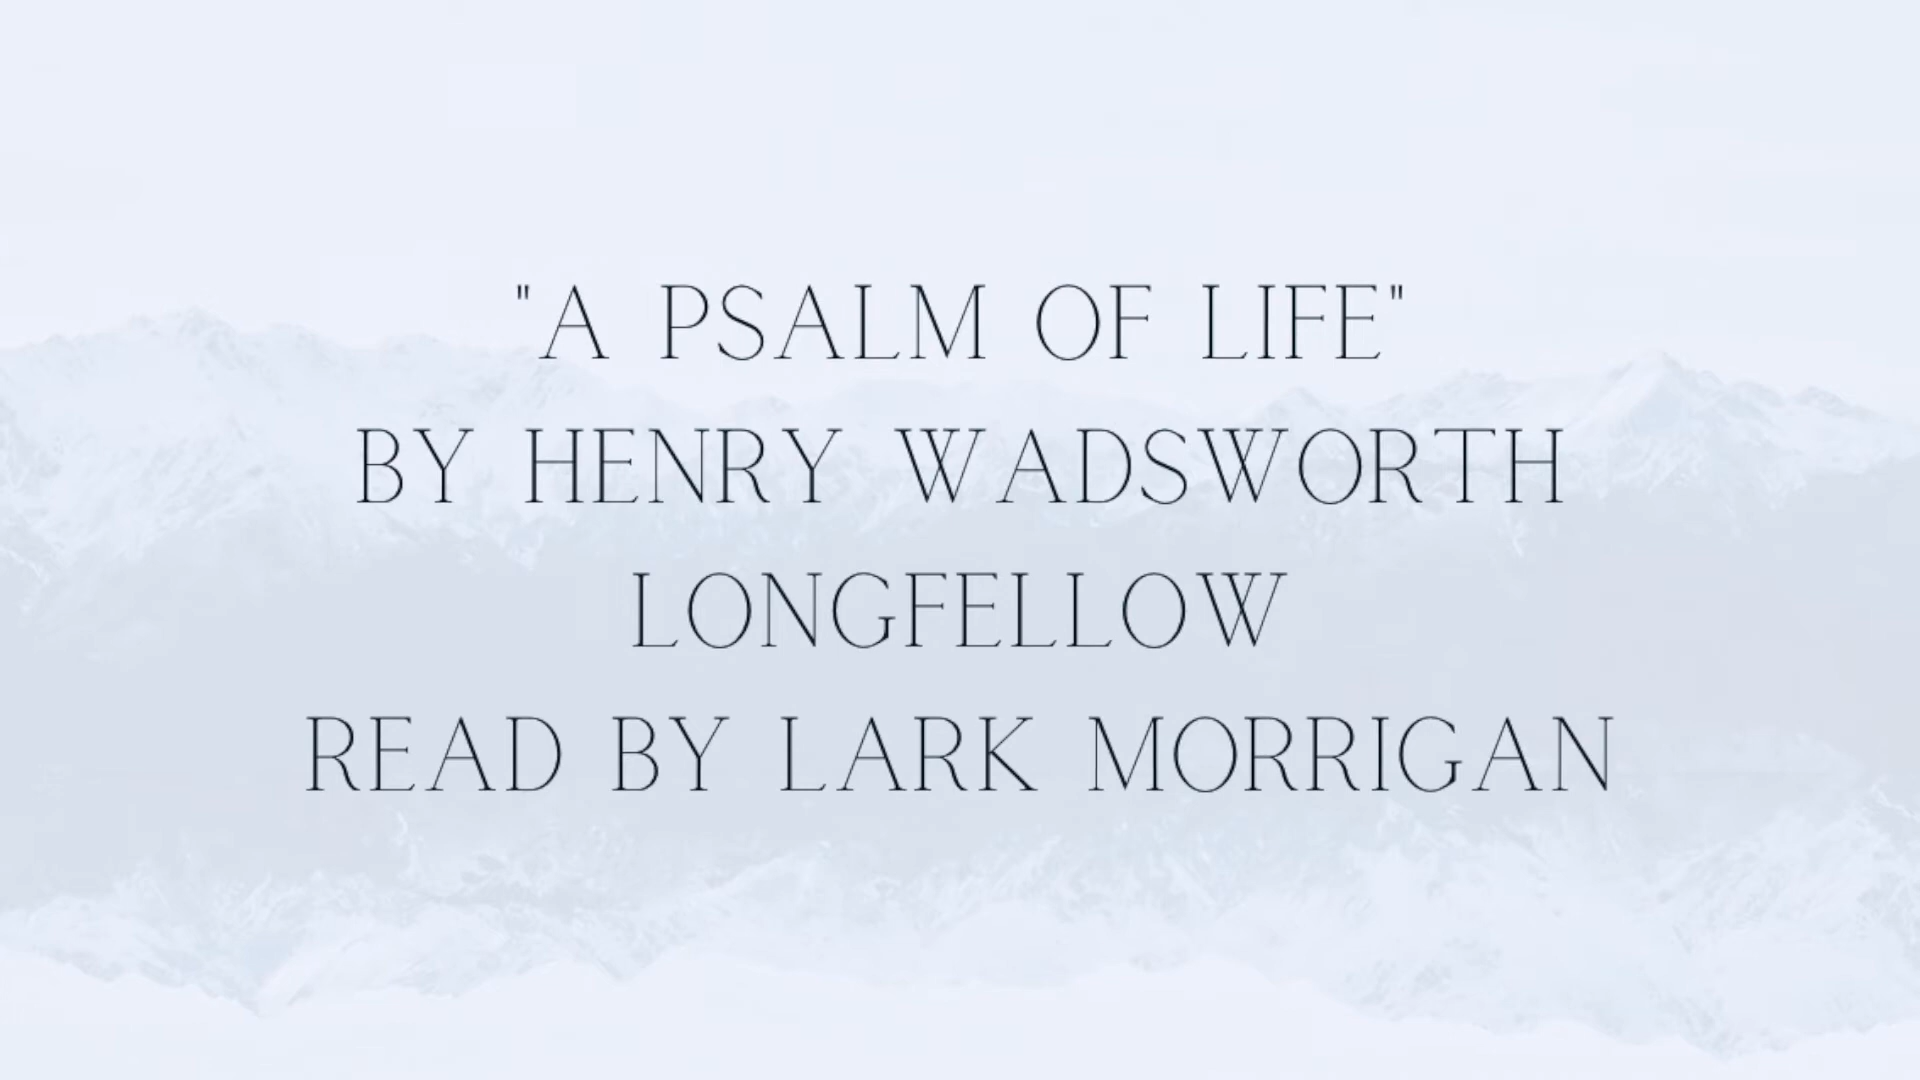 "A PSALM OF LIFE"
BY HENRY WADSWORTH
LONGFELLOW
READ BY LARK MORRIGAN